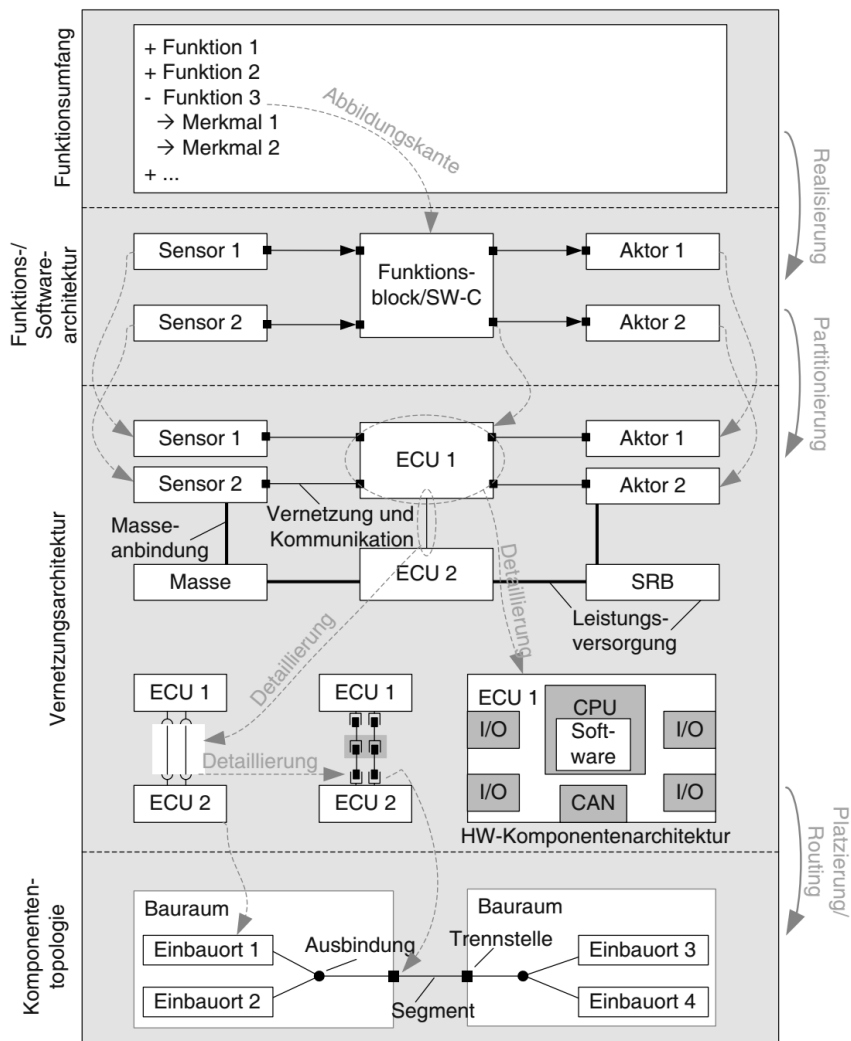 Funktionsumfang
+ Funktion 1
+ Funktion 2
- Funktion 3
→ Merkmal 1
→ Merkmal 2
+ ...
Abbildungskante
Realisierung
Funktions-/
Software-
architektur
Sensor 1
Sensor 2
Funktions-
block/SW-C
Aktor 1
Aktor 2
Partitionierung
Vernetzungsarchitektur
Sensor 1
Sensor 2
ECU 1
Aktor 1
Aktor 2
Masse-
anbindung
Vernetzung und
Kommunikation
Masse
ECU 2
SRB
Leistungs-
versorgung
Detaillierung
Detaillierung
ECU 1
ECU 2
Detaillierung
ECU 1
ECU 2
ECU 1
CPU
Soft-
ware
I/O
I/O
I/O
I/O
CAN
HW-Komponentenarchitektur
Platzierung/
Routing
Komponenten-
topologie
Bauraum
Einbauort 1
Einbauort 2
Ausbindung
Segment
Trennstelle
Bauraum
Einbauort 3
Einbauort 4